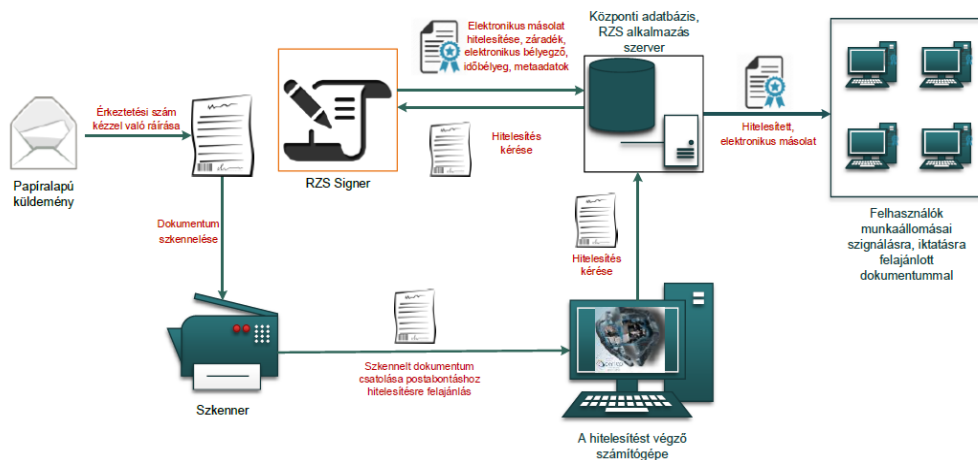 Elektronikus másolat
hitelesítése, záradék,
elektronikus bélyegző,
időbélyeg, metaadatok
Központi adatbázis,
RZS alkalmazás
szerver
Érkeztetési szám
kézzel való ráírása
Hitelesítés
kérése
Hitelesített,
elektronikus másolat
Papíralapú
küldemény
RZS Signer
Dokumentum
szkennelése
Hitelesítés
kérése
Felhasználók
munkaállomásai
szignálásra, iktatásra
felajánlott
dokumentummal
Szkennelt dokumentum
csatolása postabontáshoz
hitelesítésre felajánlás
Szkenner
A hitelesítést végző
számítógépe